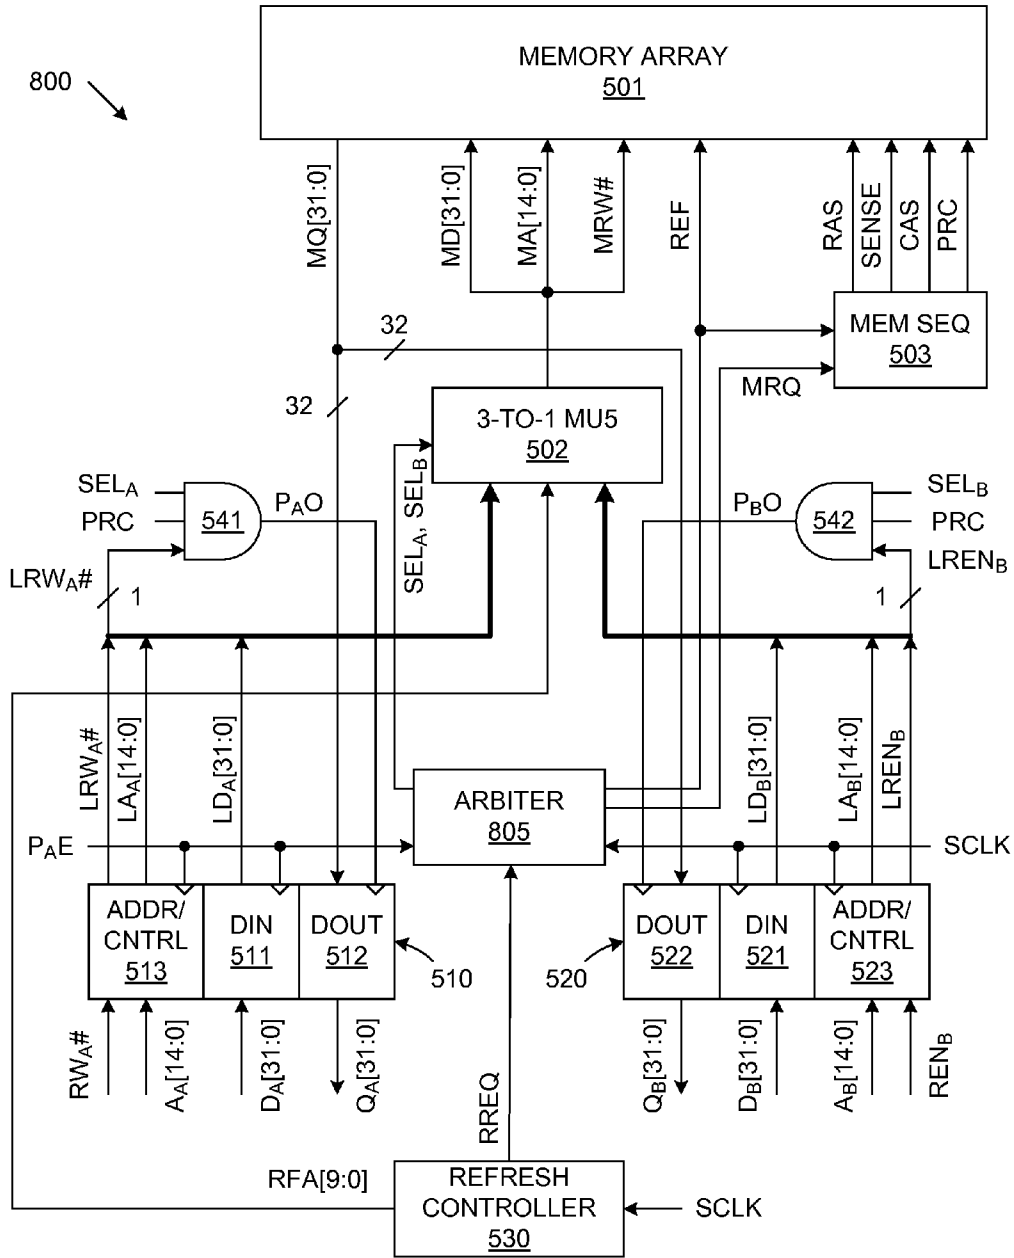 MEMORY ARRAY
501
800
MQ[31:0]
MD[31:0]
MA[14:0]
MRW#
REF
RAS
SENSE
CAS
PRC
32
32
MEM SEQ
503
MRQ
3-TO-1 MU5
502
SELA
PRC
541
PAO
LRWA#
1
SELA, SELB
PBO
542
SELB
PRC
LRENB
1
LRWA#
LAA[14:0]
LDA[31:0]
LDB[31:0]
LAB[14:0]
LRENB
ARBITER
805
PAE
SCLK
ADDR/
CNTRL
513
DIN
511
DOUT
512
510
520
DOUT
522
DIN
521
ADDR/
CNTRL
523
RWA#
AA[14:0]
DA[31:0]
QA[31:0]
RREQ
QB[31:0]
DB[31:0]
AB[14:0]
RENB
RFA[9:0]
REFRESH
CONTROLLER
530
SCLK